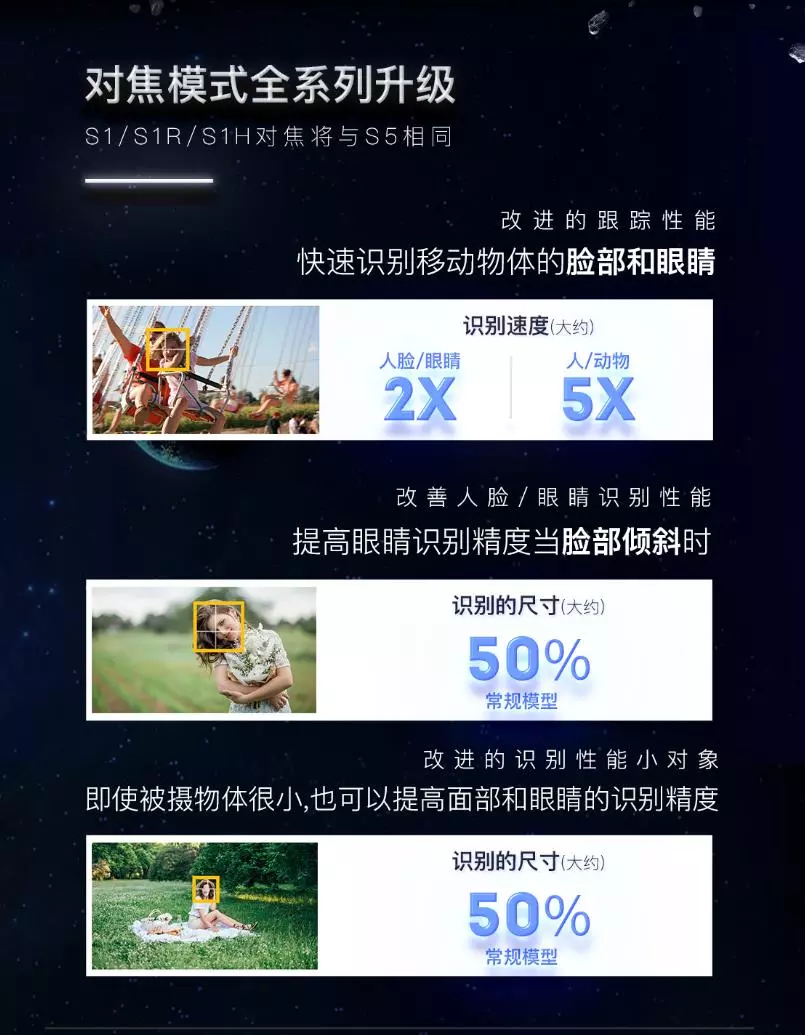 对焦模式全系列升级
S1/S1R/S1H对焦将与S5相同
改进的跟踪性能
快速识别移动物体的脸部和眼睛
识别速度(大约)
人脸/眼睛
2X
人/动物
5X
改善人脸/眼睛识别性能
提高眼睛识别精度当脸部倾斜时
识别的尺寸(大约)
50%
常规模型
改进的识别性能小对象
即使被摄物体很小,也可以提高面部和眼睛的识别精度
识别的尺寸(大约)
50%
常规模型